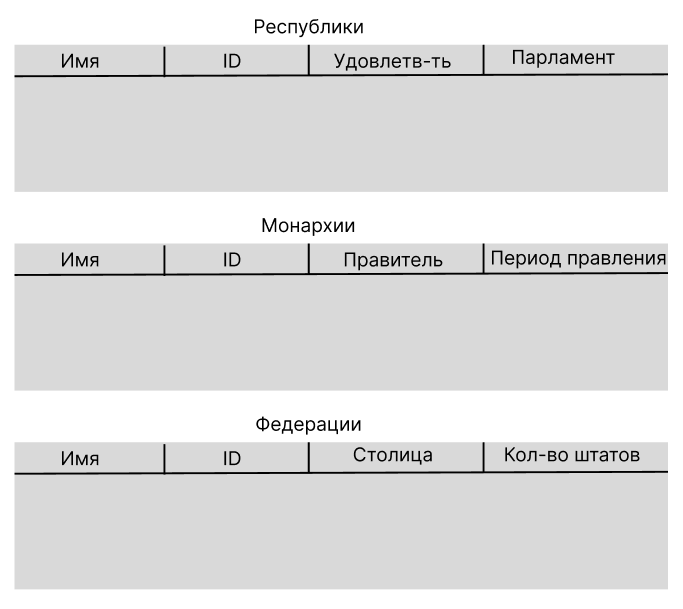 Республики
Имя ID Удовлетв-ть Парламент
Монархии
Имя ID Правитель Период правления
Федерации
Имя ID Столица Кол-во штатов